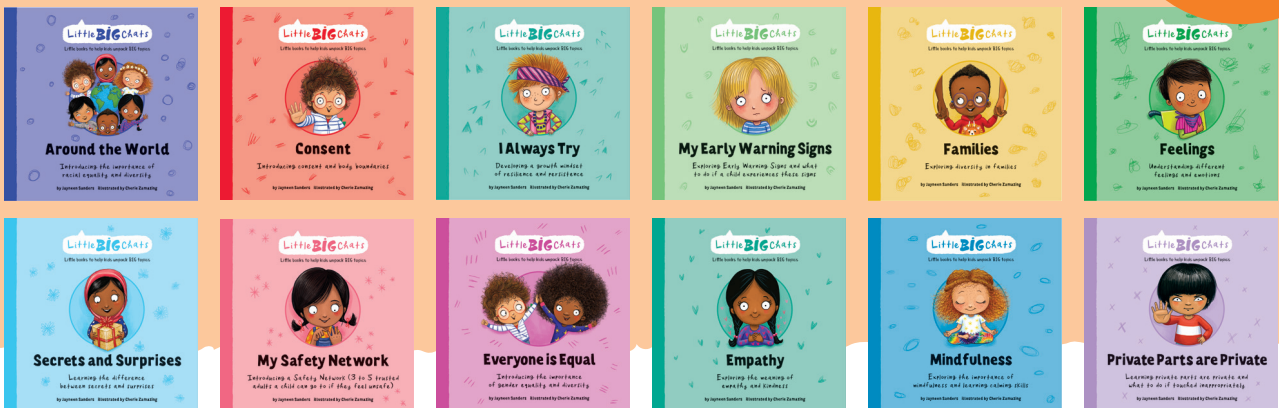 Little BIG Chats
Little books to help kids unpack BIG topics.
Around the World
Introducing the importance of
racial equality and diversity
by Jayneen Sanders Illustrated by Cherie Zamazing
Little BIG Chats
Little books to help kids unpack BIG topics.
Consent
Introducing consent and body boundaries
by Jayneen Sanders Illustrated by Cherie Zamazing
Little BIG Chats
Little books to help kids unpack BIG topics.
I Always Try
Developing a growth mindset
of resilience and persistence
by Jayneen Sanders Illustrated by Cherie Zamazing
Little BIG Chats
Little books to help kids unpack BIG topics.
My Early Warning Signs
Exploring Early Warning Signs and what
to do if a child experiences these signs
by Jayneen Sanders Illustrated by Cherie Zamazing
Little BIG Chats
Little books to help kids unpack BIG topics.
Families
Exploring diversity in families
by Jayneen Sanders Illustrated by Cherie Zamazing
Little BIG Chats
Little books to help kids unpack BIG topics.
Feelings
Understanding different
feelings and emotions
by Jayneen Sanders Illustrated by Cherie Zamazing
Little BIG Chats
Little books to help kids unpack BIG topics.
Secrets and Surprises
Learning the difference
between secrets and surprises
by Jayneen Sanders Illustrated by Cherie Zamazing
Little BIG Chats
Little books to help kids unpack BIG topics.
My Safety Network
Introducing a Safety Network (3 to 5 trusted
adults a child can go to if they feel unsafe)
by Jayneen Sanders Illustrated by Cherie Zamazing
Little BIG Chats
Little books to help kids unpack BIG topics.
Everyone is Equal
Introducing the importance
of gender equality and diversity
by Jayneen Sanders Illustrated by Cherie Zamazing
Little BIG Chats
Little books to help kids unpack BIG topics.
Empathy
Exploring the meaning of
empathy and kindness
by Jayneen Sanders Illustrated by Cherie Zamazing
Little BIG Chats
Little books to help kids unpack BIG topics.
Mindfulness
Exploring the importance of
mindfulness and learning calming skills
by Jayneen Sanders Illustrated by Cherie Zamazing
Little BIG Chats
Little books to help kids unpack BIG topics.
Private Parts are Private
Learning private parts are private and
what to do if touched inappropriately
by Jayneen Sanders Illustrated by Cherie Zamazing